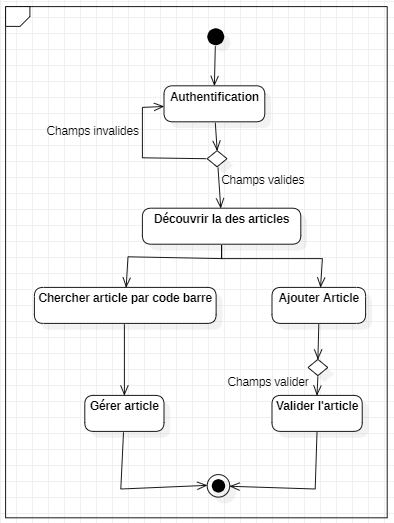 Authentification
Champs invalides
Champs valides
Découvrir la des articles
Chercher article par code barre
Ajouter Article
Champs valider
Gérer article
Valider l'article